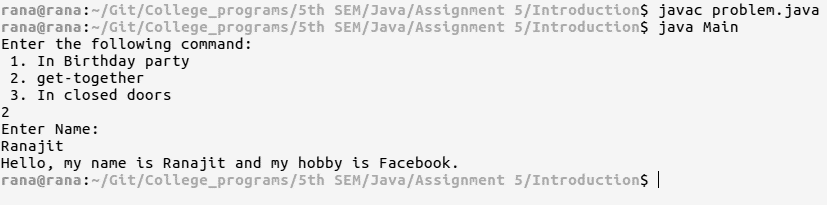 rana@rana:~/Git/College_programs/5th SEM/Java/Assignment 5/Introduction$ javac problem.java
rana@rana:~/Git/College_programs/5th SEM/Java/Assignment 5/Introduction$ java Main
Enter the following command:
 1. In Birthday party
 2. get-together
 3. In closed doors
2
Enter Name:
Ranajit
Hello, my name is Ranajit and my hobby is Facebook.
rana@rana:~/Git/College_programs/5th SEM/Java/Assignment 5/Introduction$